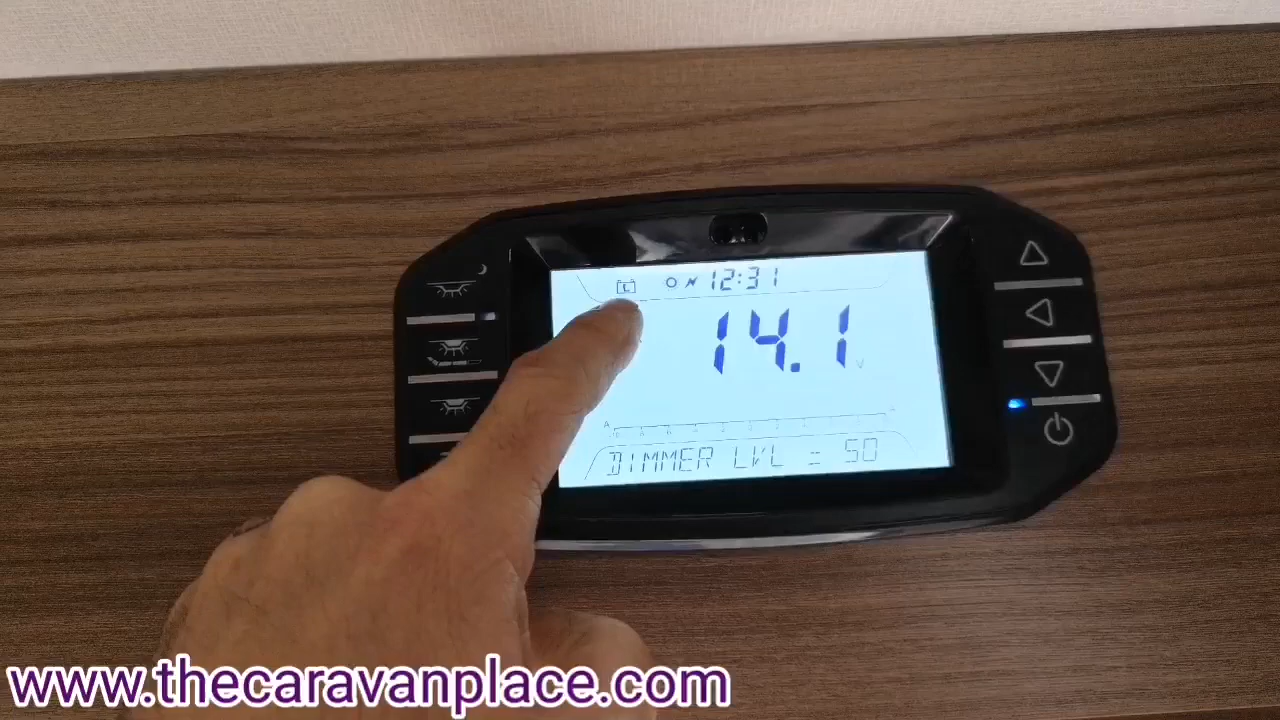 L 12:31
14.1 V
A A
DIMMER LVL = 50
www.thecaravanplace.com